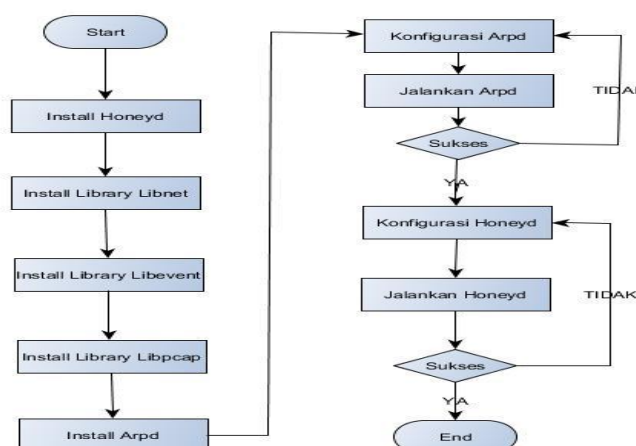 Start
Install Honeyd
Install Library Libnet
Install Library Libevent
Install Library Libpcap
Install Arpd
Konfigurasi Arpd
Jalankan Arpd
Sukses
TIDAK
YA
Konfigurasi Honeyd
Jalankan Honeyd
TIDAK
Sukses
YA
End